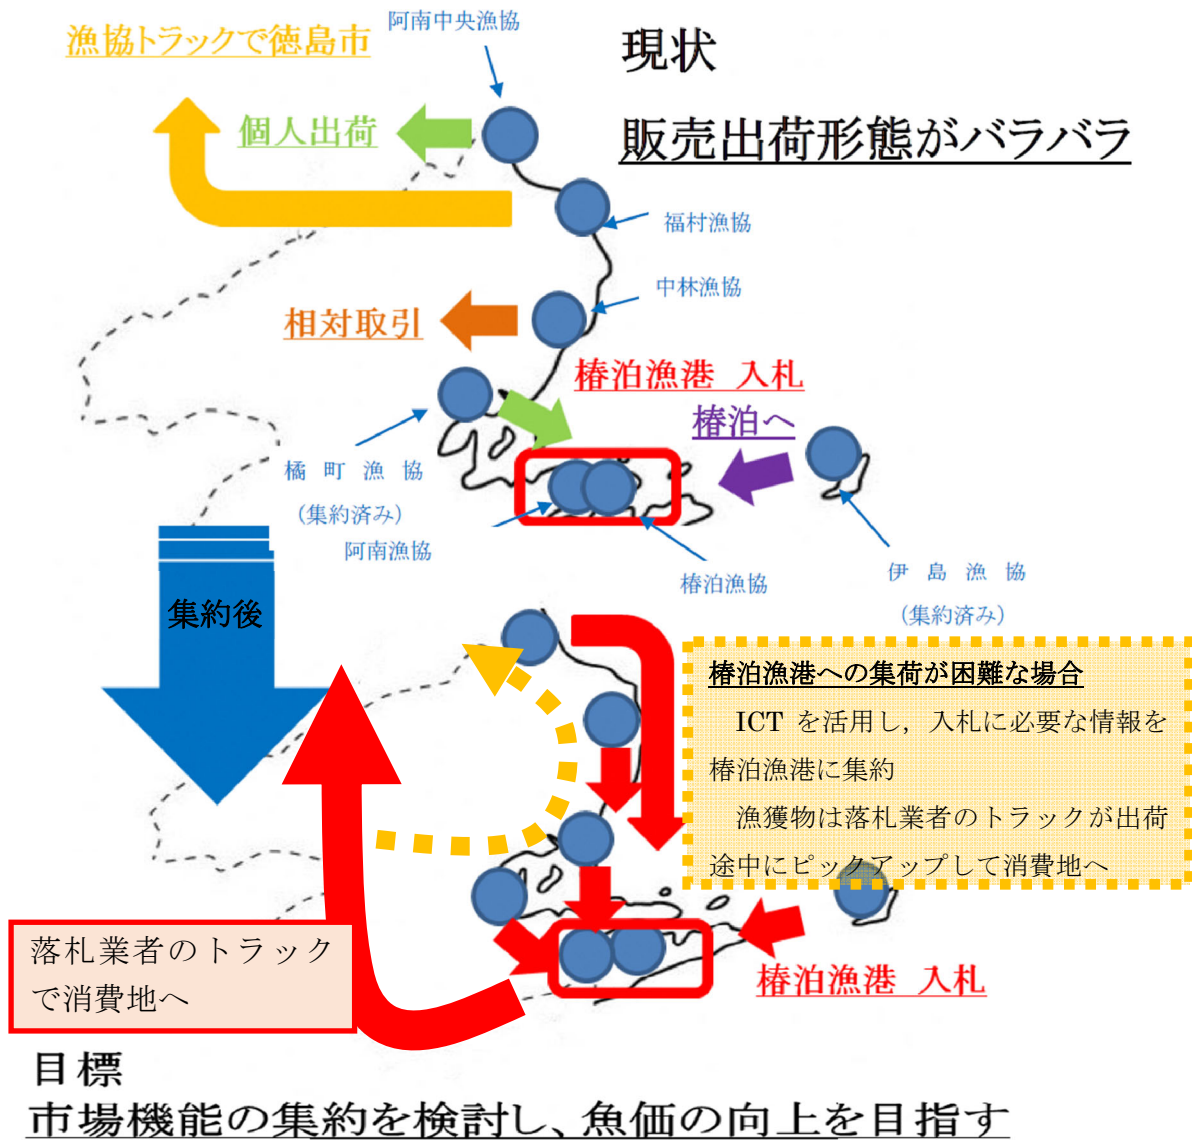 漁協トラックで徳島市
阿南中央漁協
現状
個人出荷
販売出荷形態がバラバラ
福村漁協
中林漁協
相対取引
椿泊漁港 入札
椿泊へ
橘町漁協
(集約済み)
阿南漁協
椿泊漁協
伊島漁協
(集約済み)
集約後
椿泊漁港への集荷が困難な場合
ICT を活用し，入札に必要な情報を
椿泊漁港に集約
漁獲物は落札業者のトラックが出荷
途中にピックアップして消費地へ
落札業者のトラック
で消費地へ
椿泊漁港 入札
目標
市場機能の集約を検討し、魚価の向上を目指す